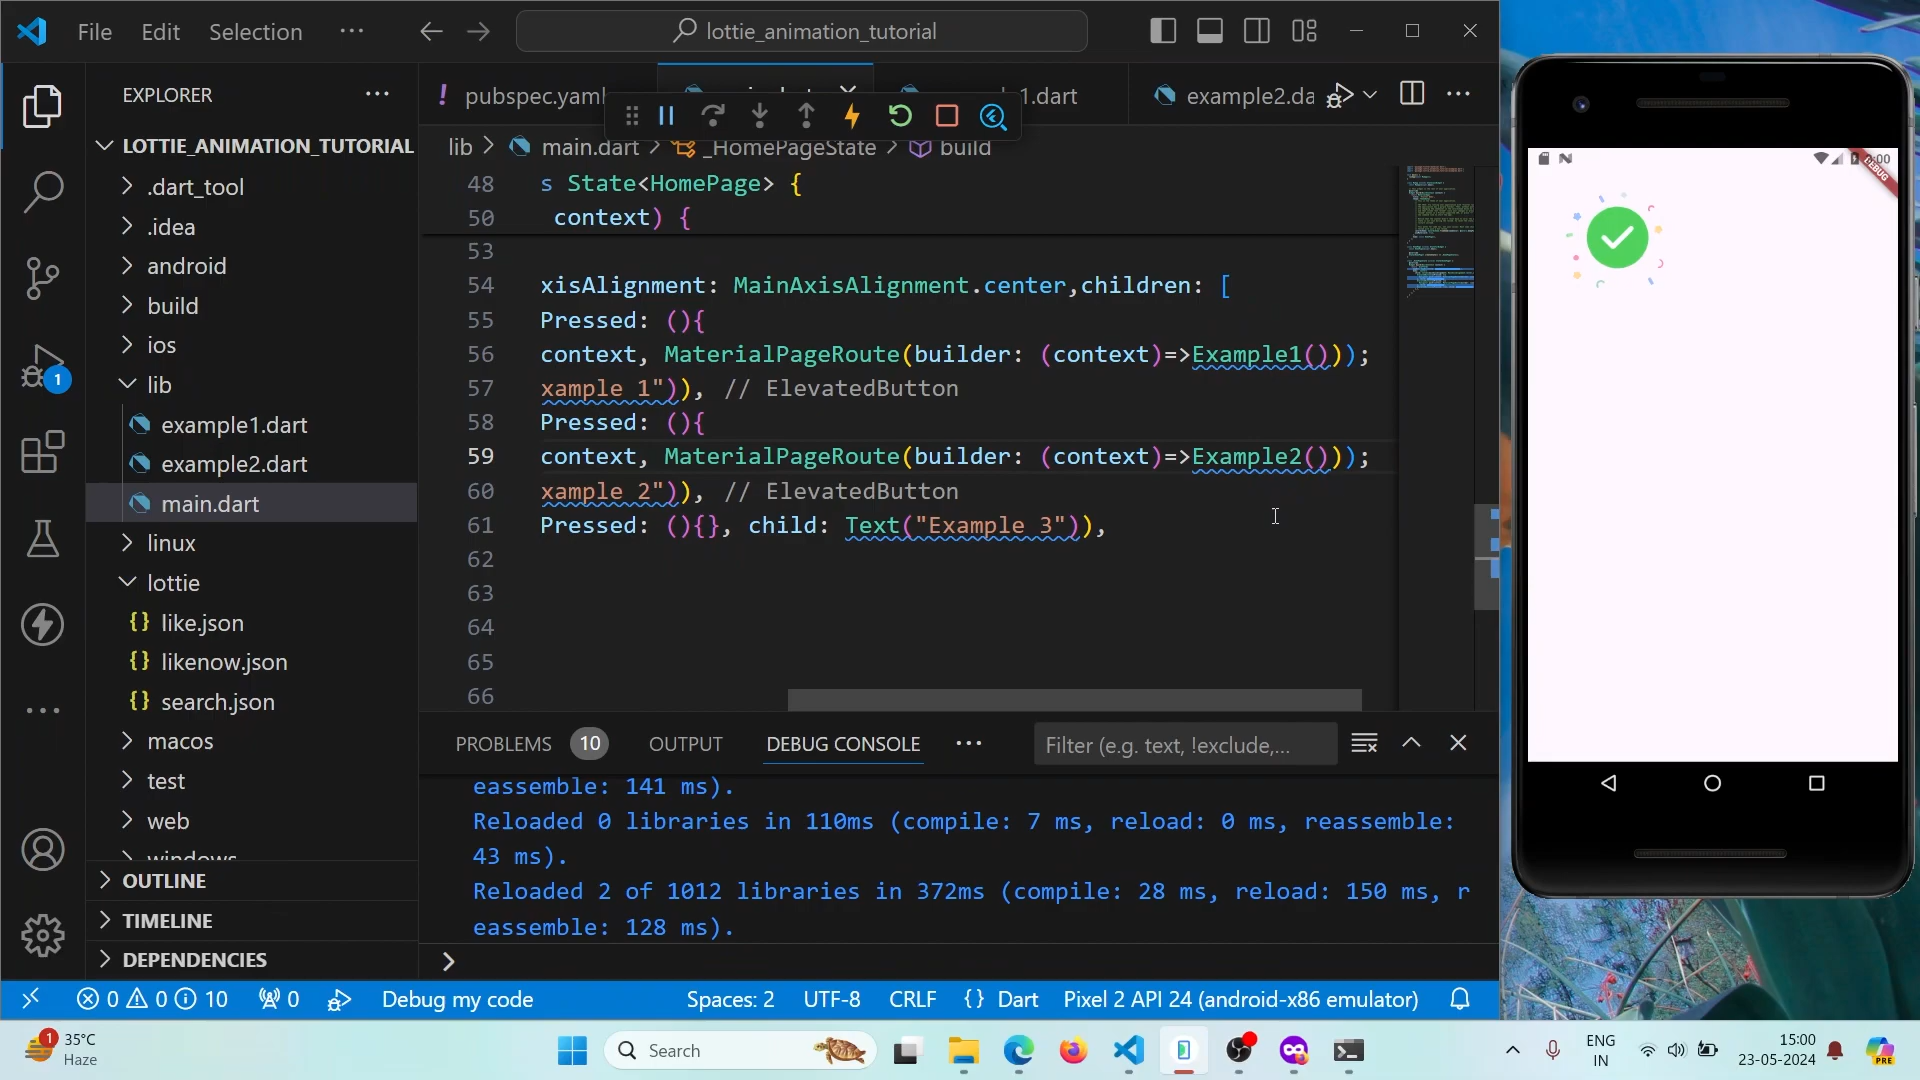 File Edit Selection ··· lottie_animation_tutorial
EXPLORER ···
! pubspec.yaml 1.dart example2.da ···
LOTTIE_ANIMATION_TUTORIAL
lib > main.dart > _HomePageState > build
.dart_tool
.idea
android
build
ios
lib
example1.dart
example2.dart
main.dart
linux
lottie
{} like.json
{} likenow.json
{} search.json
macos
test
web
windows
OUTLINE
TIMELINE
DEPENDENCIES
1
48 s State<HomePage> {
50 context) {
53
54 xisAlignment: MainAxisAlignment.center,children: [
55 Pressed: (){
56 context, MaterialPageRoute(builder: (context)=>Example1()));
57 xample 1")), // ElevatedButton
58 Pressed: (){
59 context, MaterialPageRoute(builder: (context)=>Example2()));
60 xample 2")), // ElevatedButton
61 Pressed: (){}, child: Text("Example 3")),
62
63
64
65
66
PROBLEMS 10 OUTPUT DEBUG CONSOLE ··· Filter (e.g. text, !exclude,...
eassemble: 141 ms).
Reloaded 0 libraries in 110ms (compile: 7 ms, reload: 0 ms, reassemble:
43 ms).
Reloaded 2 of 1012 libraries in 372ms (compile: 28 ms, reload: 150 ms, r
eassemble: 128 ms).
>
0 0 10 0 Debug my code Spaces: 2 UTF-8 CRLF {} Dart Pixel 2 API 24 (android-x86 emulator)
DEBUG
1 35°C
Haze
Search
PRE
ENG
IN
15:00
23-05-2024